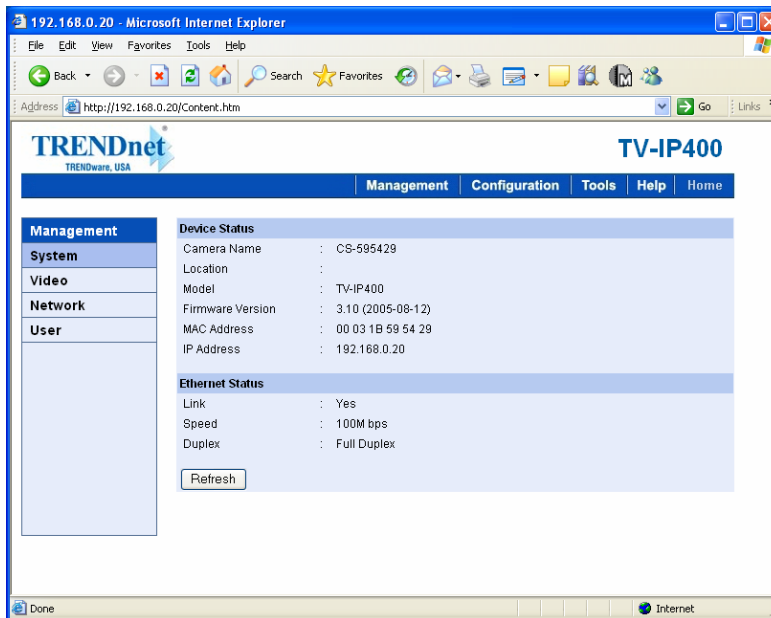 192.168.0.20 - Microsoft Internet Explorer
File Edit View Favorites Tools Help
Back Search Favorites
Address http://192.168.0.20/Content.htm Go Links
TRENDnet
TRENDware, USA
TV-IP400
Management Configuration Tools Help Home
Management
System
Video
Network
User
Device Status
Camera Name : CS-595429
Location :
Model : TV-IP400
Firmware Version : 3.10 (2005-08-12)
MAC Address : 00 03 1B 59 54 29
IP Address : 192.168.0.20
Ethernet Status
Link : Yes
Speed : 100M bps
Duplex : Full Duplex
Refresh
Done Internet